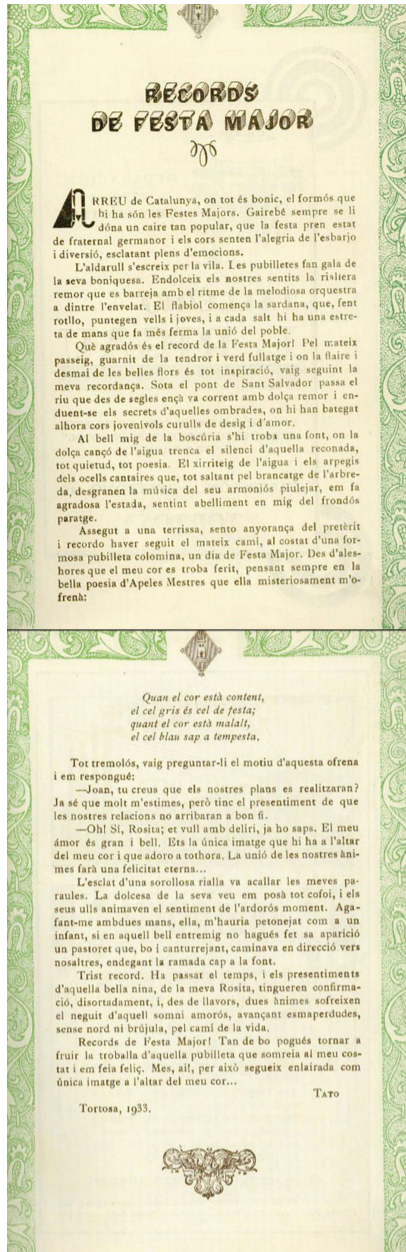 RECORDS
DE FESTA MAJOR
ARREU de Catalunya, on tot és bonic, el formós que
hi ha són les Festes Majors. Gairebé sempre se li
dóna un caire tan popular, que la festa pren estat
de fraternal germanor i els cors senten l'alegria de l'esbarjo
i diversió, esclatant plens d'emocions.
L'aldarull s'escreix per la vila. Les pubilletes fan gala de
la seva boniquesa. Endolceix els nostres sentits la rialiera
remor que es barreja amb el ritme de la melodiosa orquestra
a dintre l'envelat. El flabiol comença la sardana, que, fent
rotllo, puntegen vells i joves, i a cada salt hi ha una estre-
ta de mans que fa més ferma la unió del poble.
Què agradós és el record de la Festa Major! Pel mateix
passeig, guarnit de la tendror i verd fullatge i on la flaire i
desmai de les belles flors és tot inspiració, vaig seguint la
meva recordança. Sota el pont de Sant Salvador passa el
riu que des de segles ençà va corrent amb dolça remor i en-
duent-se els secrets d'aquelles ombrades, on hi han bategat
alhora cors jovenívols curulls de desig i d'amor.
Al bell mig de la boscúria s'hi troba una font, on la
dolça cançó de l'aigua trenca el silenci d'aquella reconada,
tot quietud, tot poesia. El xirriteig de l'aigua i els arpegis
dels ocells cantaires que, tot saltant pel brancatge de l'arbre-
da, desgranen la música del seu armoniós piulejar, em fa
agradosa l'estada, sentint abelliment en mig del frondós
paratge.
Assegut a una terrissa, sento anyorança del pretèrit
i recordo haver seguit el mateix camí, al costat d'una for-
mosa pubilleta colomina, un dia de Festa Major. Des d'ales-
hores que el meu cor es troba ferit, pensant sempre en la
bella poesia d'Apeles Mestres que ella misteriosament m'o-
frenà:
Quan el cor està content,
el cel gris és cel de festa;
quant el cor està malalt,
el cel blau sap a tempesta.
Tot tremolós, vaig preguntar-li el motiu d'aquesta ofrena
i em respongué:
—Joan, tu creus que els nostres plans es realitzaran?
Ja sé que molt m'estimes, però tinc el presentiment de que
les nostres relacions no arribaran a bon fi.
—Oh! Sí, Rosita; et vull amb deliri, ja ho saps. El meu
ámor és gran i bell. Ets la única imatge que hi ha a l'altar
del meu cor i que adoro a tothora. La unió de les nostres àni-
mes farà una felicitat eterna...
L'esclat d'una sorollosa rialla va acallar les meves pa-
raules. La dolcesa de la seva veu em posà tot cofoi, i els
seus ulls animaven el sentiment de l'ardorós moment. Aga-
fant-me ambdues mans, ella, m'hauria petonejat com a un
infant, si en aquell bell entremig no hagués fet sa aparició
un pastoret que, bo i canturrejant, caminava en direcció vers
nosaltres, endegant la ramada cap a la font.
Trist record. Ha passat el temps, i els presentiments
d'aquella bella nina, de la meva Rosita, tingueren confirma-
ció, disortadament, i, des de llavors, dues ànimes sofreixen
el neguit d'aquell somni amorós, avançant esmaperdudes,
sense nord ni brújula, pel camí de la vida.
Records de Festa Major! Tan de bo pogués tornar a
fruir la troballa d'aquella pubilleta que somreia al meu cos-
tat i em feia feliç. Mes, ai!, per això segueix enlairada com
única imatge a l'altar del meu cor...
TATO
Tortosa, 1933.